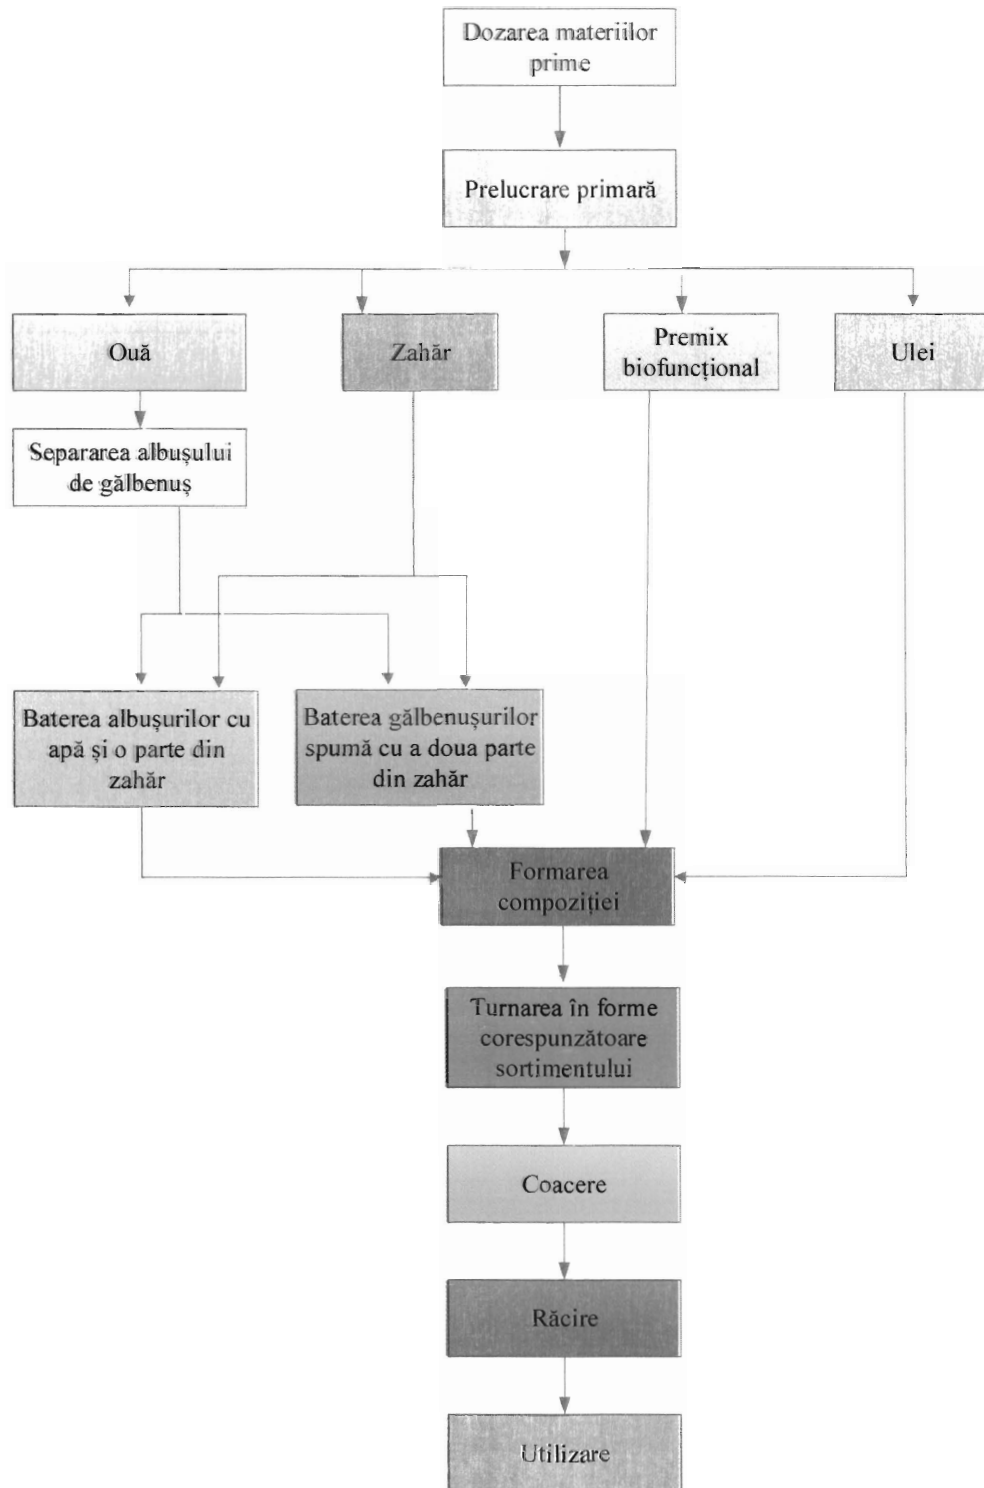 Dozarea materiilor
prime
Prelucrare primară
Ouă
Zahăr
Premix
biofuncțional
Ulei
Separarea albușului
de gălbenuș
Baterea albușurilor cu
apă și o parte din
zahăr
Baterea gălbenușurilor
spumă cu a doua parte
din zahăr
Formarea
compoziției
Turnarea în forme
corespunzătoare
sortimentului
Coacere
Răcire
Utilizare